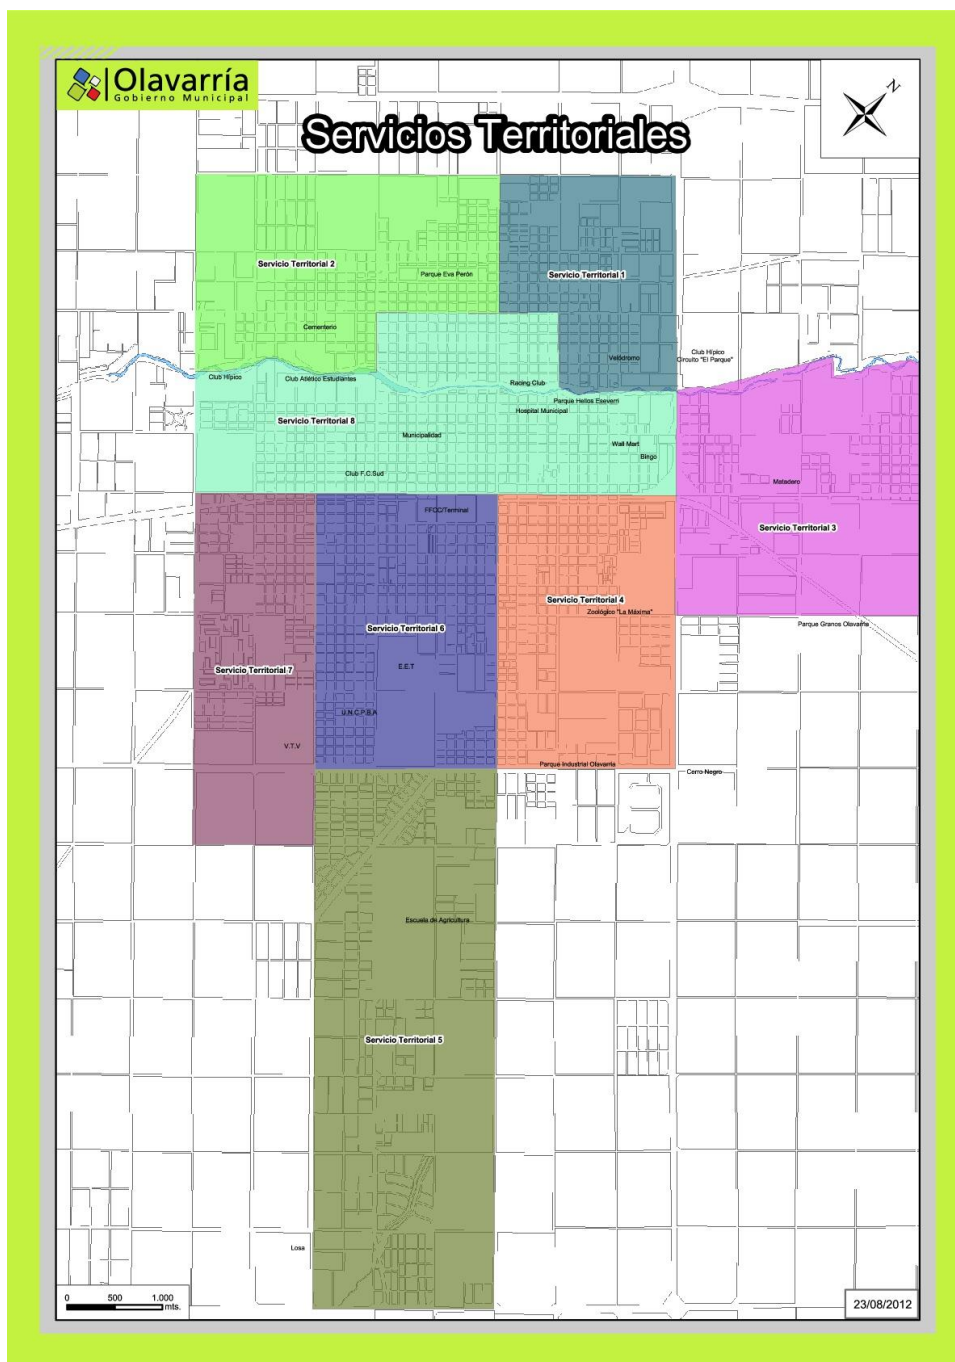 Olavarría
Gobierno Municipal
N
Servicios Territoriales
Servicio Territorial 2
Parque Eva Perón
Servicio Territorial 1
Cementerio
Velódromo
Club Hípico
Circuito "El Parque"
Club Hípico
Club Atlético Estudiantes
Racing Club
Parque Helios Eseverri
Hospital Municipal
Servicio Territorial 8
Municipalidad
Wall Mart
Bingo
Club F.C.Sud
Matadero
FFCC/Terminal
Servicio Territorial 3
Servicio Territorial 4
Zoológico "La Máxima"
Servicio Territorial 6
Parque Granos Olavarria
E.E.T
Servicio Territorial 7
U.N.C.P.B.A
V.T.V
Parque Industrial Olavarria
Cerro Negro
Escuela de Agricultura
Servicio Territorial 5
Losa
0 500 1.000
mts.
23/08/2012